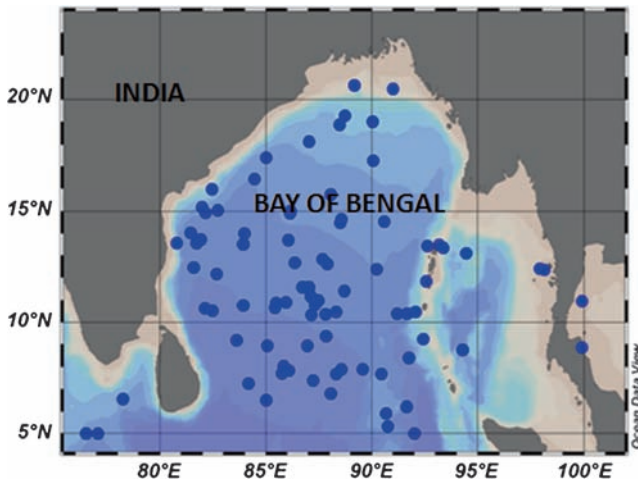 INDIA
20°N
BAY OF BENGAL
15°N
10°N
5°N
80°E 85°E 90°E 95°E 100°E
Ocean Data View